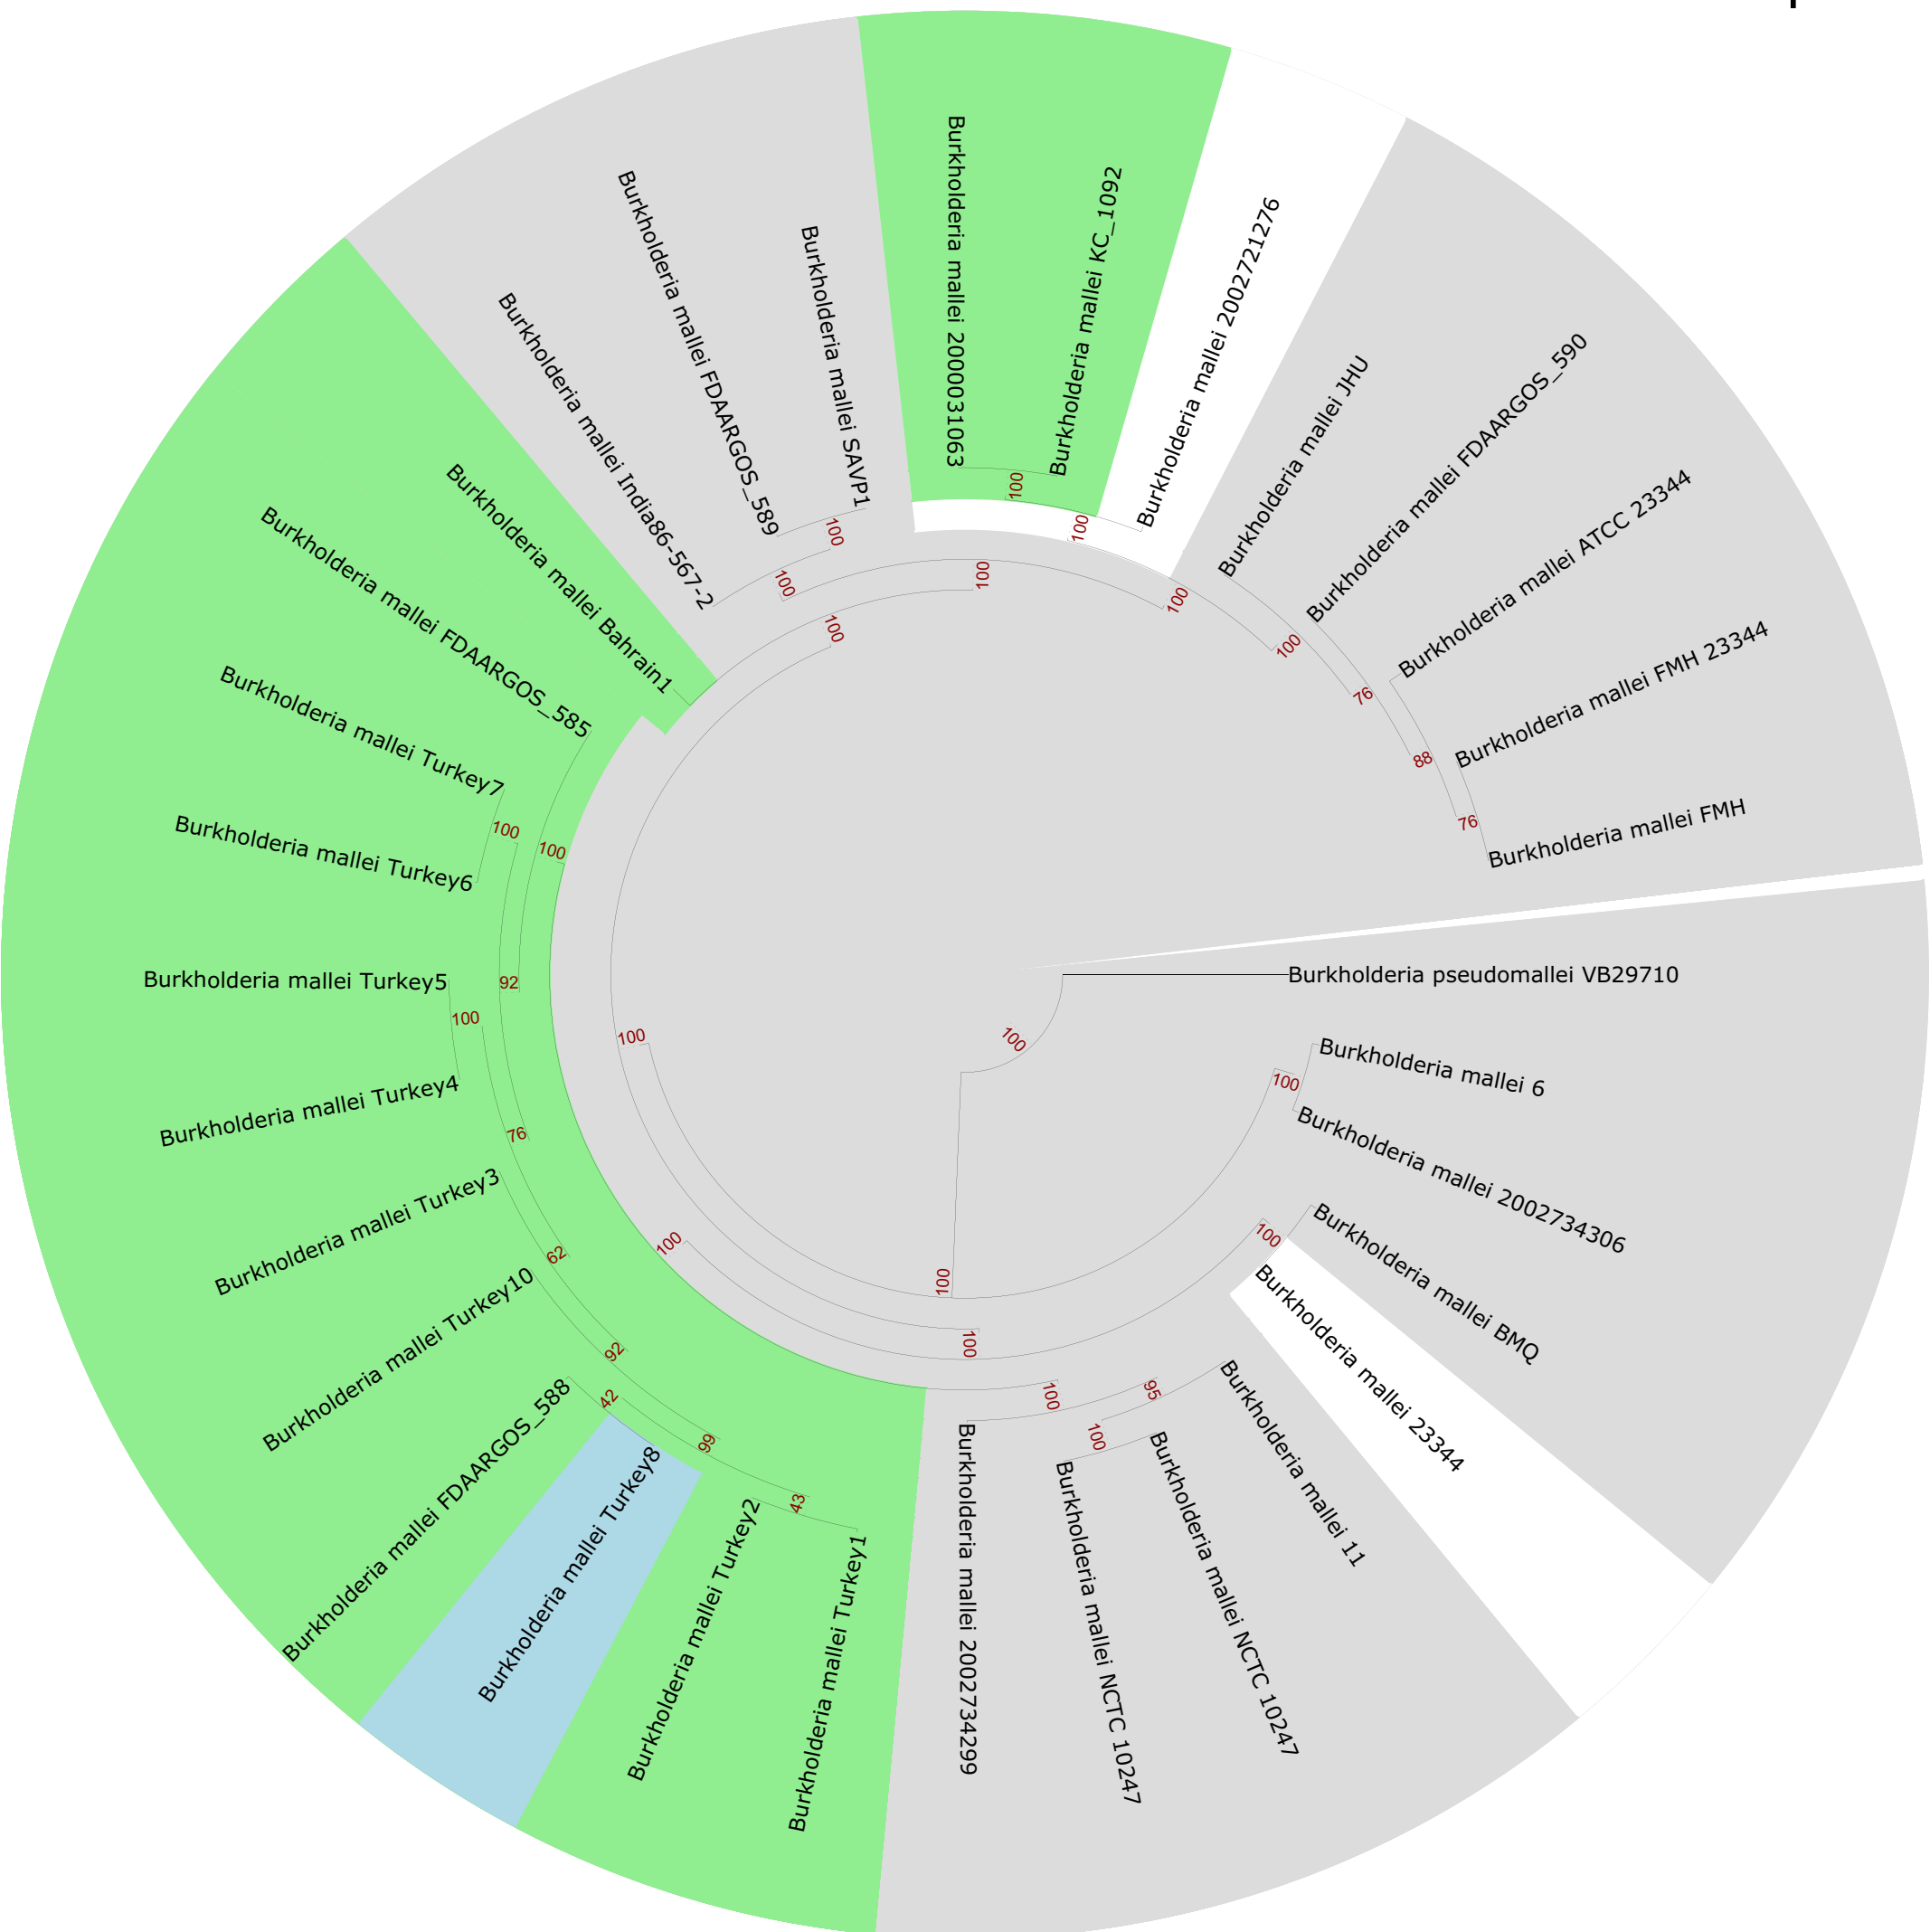 Burkholderia mallei 2000031063
Burkholderia mallei KC_1092
Burkholderia mallei 2002721276
Burkholderia mallei JHU
Burkholderia mallei FDAARGOS_590
Burkholderia mallei ATCC 23344
Burkholderia mallei FMH 23344
Burkholderia mallei FMH
Burkholderia pseudomallei VB29710
Burkholderia mallei 6
Burkholderia mallei 2002734306
Burkholderia mallei BMQ
Burkholderia mallei 23344
Burkholderia mallei 11
Burkholderia mallei NCTC 10247
Burkholderia mallei NCTC 10247
Burkholderia mallei 2002734299
Burkholderia mallei Turkey1
Burkholderia mallei Turkey2
Burkholderia mallei Turkey8
Burkholderia mallei FDAARGOS_588
Burkholderia mallei Turkey10
Burkholderia mallei Turkey3
Burkholderia mallei Turkey4
Burkholderia mallei Turkey5
Burkholderia mallei Turkey6
Burkholderia mallei Turkey7
Burkholderia mallei FDAARGOS_585
Burkholderia mallei Bahrain1
Burkholderia mallei India86-567-2
Burkholderia mallei FDAARGOS_589
Burkholderia mallei SAVP1
100
100
100
100
100
100
100
100
76
88
76
100
100
92
76
62
92
42
99
43
100
100
100
100
100
100
100
100
95
100
100
100